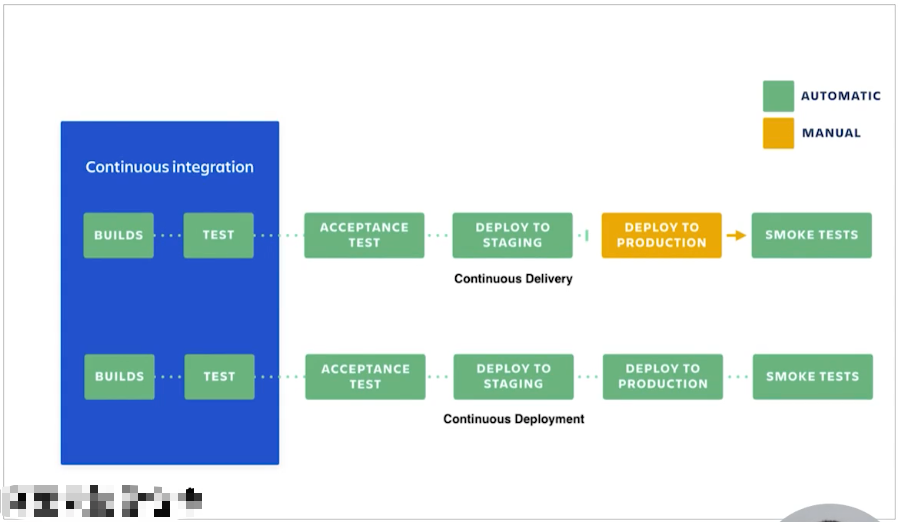 AUTOMATIC
MANUAL
Continuous integration
BUILDS
TEST
ACCEPTANCE
TEST
DEPLOY TO
STAGING
DEPLOY TO
PRODUCTION
SMOKE TESTS
Continuous Delivery
BUILDS
TEST
ACCEPTANCE
TEST
DEPLOY TO
STAGING
DEPLOY TO
PRODUCTION
SMOKE TESTS
Continuous Deployment